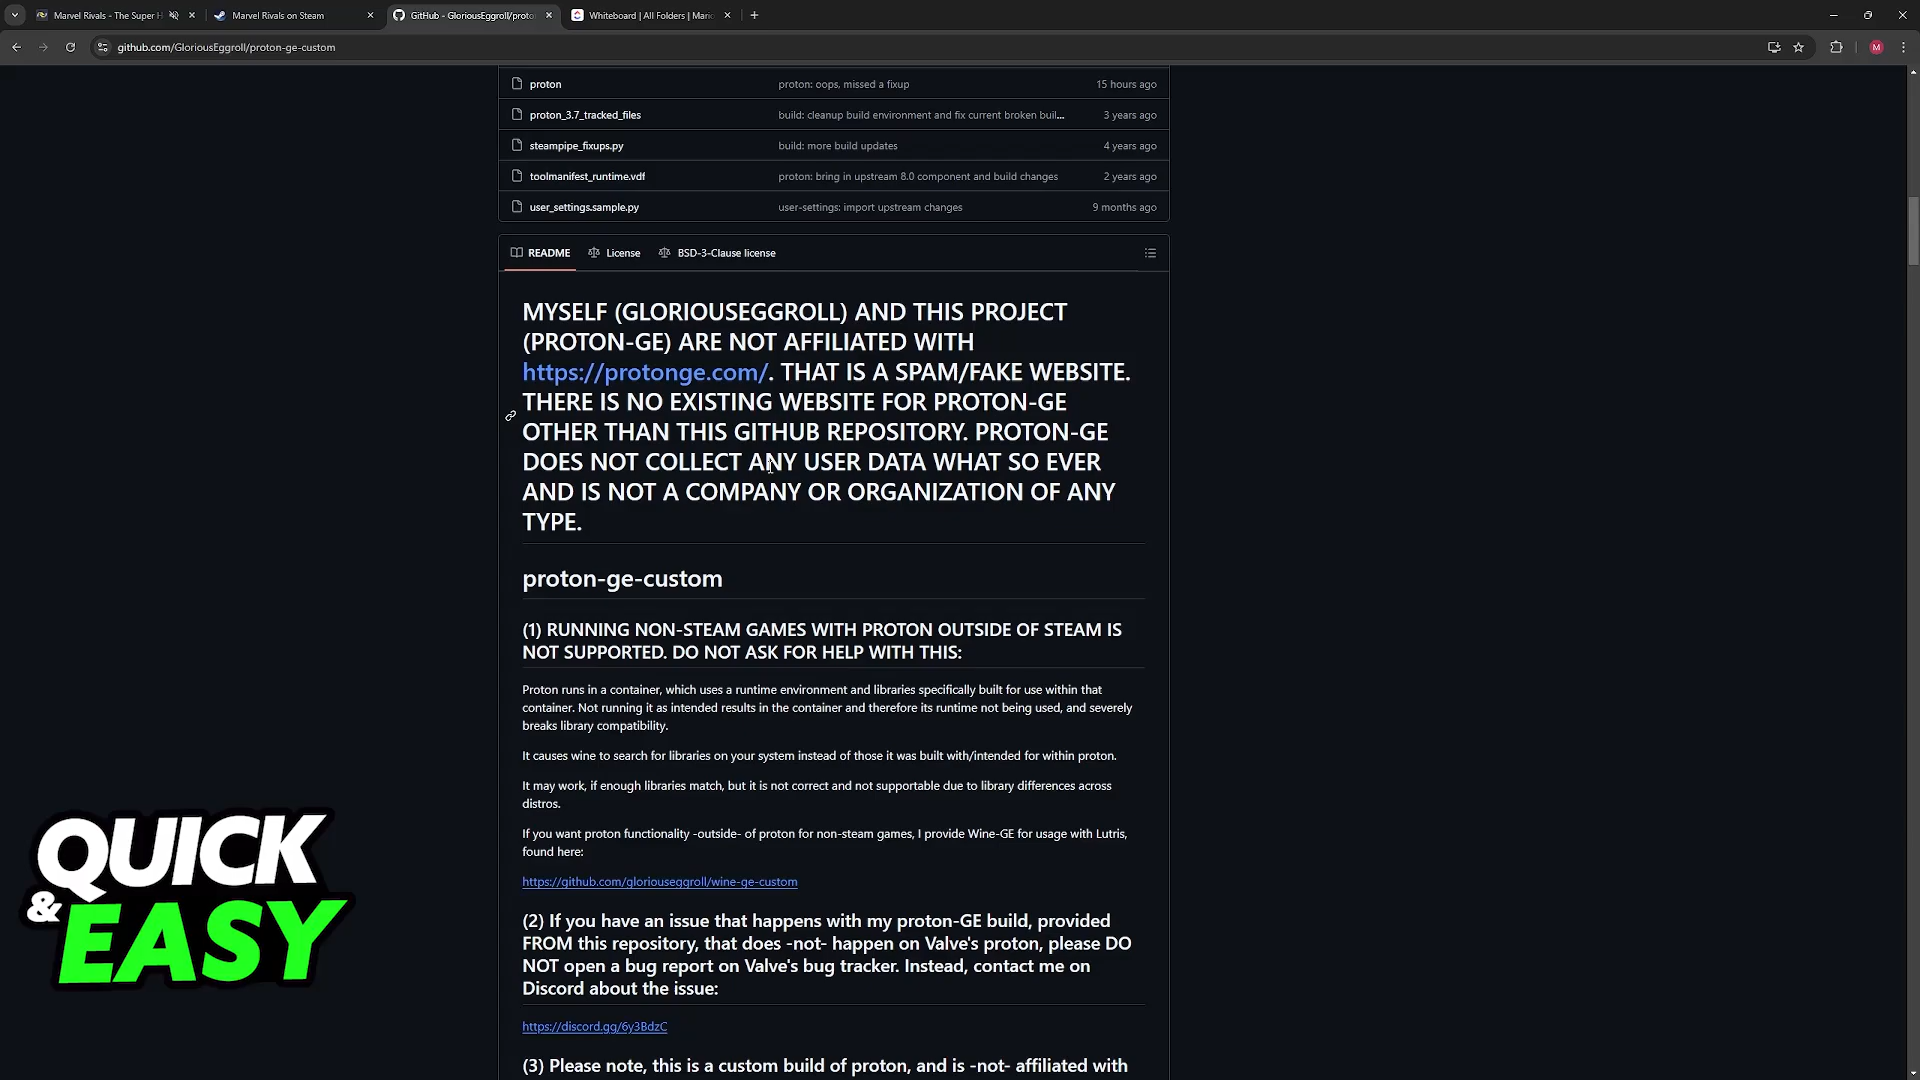 Marvel Rivals - The Super H
Marvel Rivals on Steam
GitHub - GloriousEggroll/proto
Whiteboard | All Folders | Mario
github.com/GloriousEggroll/proton-ge-custom
M
proton proton: oops, missed a fixup 15 hours ago
proton_3.7_tracked_files build: cleanup build environment and fix current broken buil... 3 years ago
steampipe_fixups.py build: more build updates 4 years ago
toolmanifest_runtime.vdf proton: bring in upstream 8.0 component and build changes 2 years ago
user_settings.sample.py user-settings: import upstream changes 9 months ago
README License BSD-3-Clause license
MYSELF (GLORIOUSEGGROLL) AND THIS PROJECT
(PROTON-GE) ARE NOT AFFILIATED WITH
https://protonge.com/. THAT IS A SPAM/FAKE WEBSITE.
THERE IS NO EXISTING WEBSITE FOR PROTON-GE
OTHER THAN THIS GITHUB REPOSITORY. PROTON-GE
DOES NOT COLLECT ANY USER DATA WHAT SO EVER
AND IS NOT A COMPANY OR ORGANIZATION OF ANY
TYPE.
proton-ge-custom
(1) RUNNING NON-STEAM GAMES WITH PROTON OUTSIDE OF STEAM IS
NOT SUPPORTED. DO NOT ASK FOR HELP WITH THIS:
Proton runs in a container, which uses a runtime environment and libraries specifically built for use within that
container. Not running it as intended results in the container and therefore its runtime not being used, and severely
breaks library compatibility.
It causes wine to search for libraries on your system instead of those it was built with/intended for within proton.
It may work, if enough libraries match, but it is not correct and not supportable due to library differences across
distros.
If you want proton functionality -outside- of proton for non-steam games, I provide Wine-GE for usage with Lutris,
found here:
https://github.com/gloriouseggroll/wine-ge-custom
(2) If you have an issue that happens with my proton-GE build, provided
FROM this repository, that does -not- happen on Valve's proton, please DO
NOT open a bug report on Valve's bug tracker. Instead, contact me on
Discord about the issue:
https://discord.gg/6y3BdzC
(3) Please note, this is a custom build of proton, and is -not- affiliated with
QUICK
& EASY